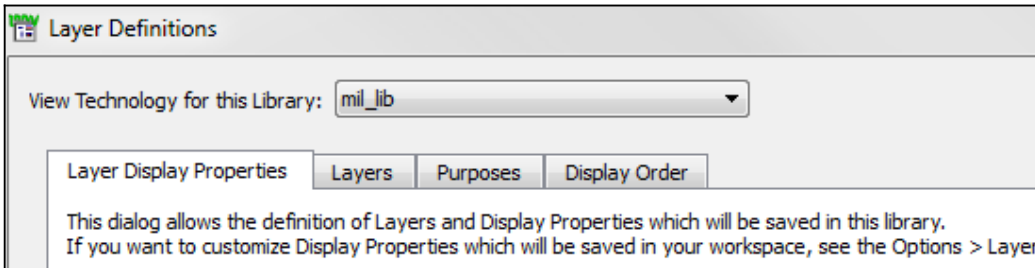 Layer Definitions
View Technology for this Library: mil_lib
Layer Display Properties Layers Purposes Display Order
This dialog allows the definition of Layers and Display Properties which will be saved in this library.
If you want to customize Display Properties which will be saved in your workspace, see the Options > Layer